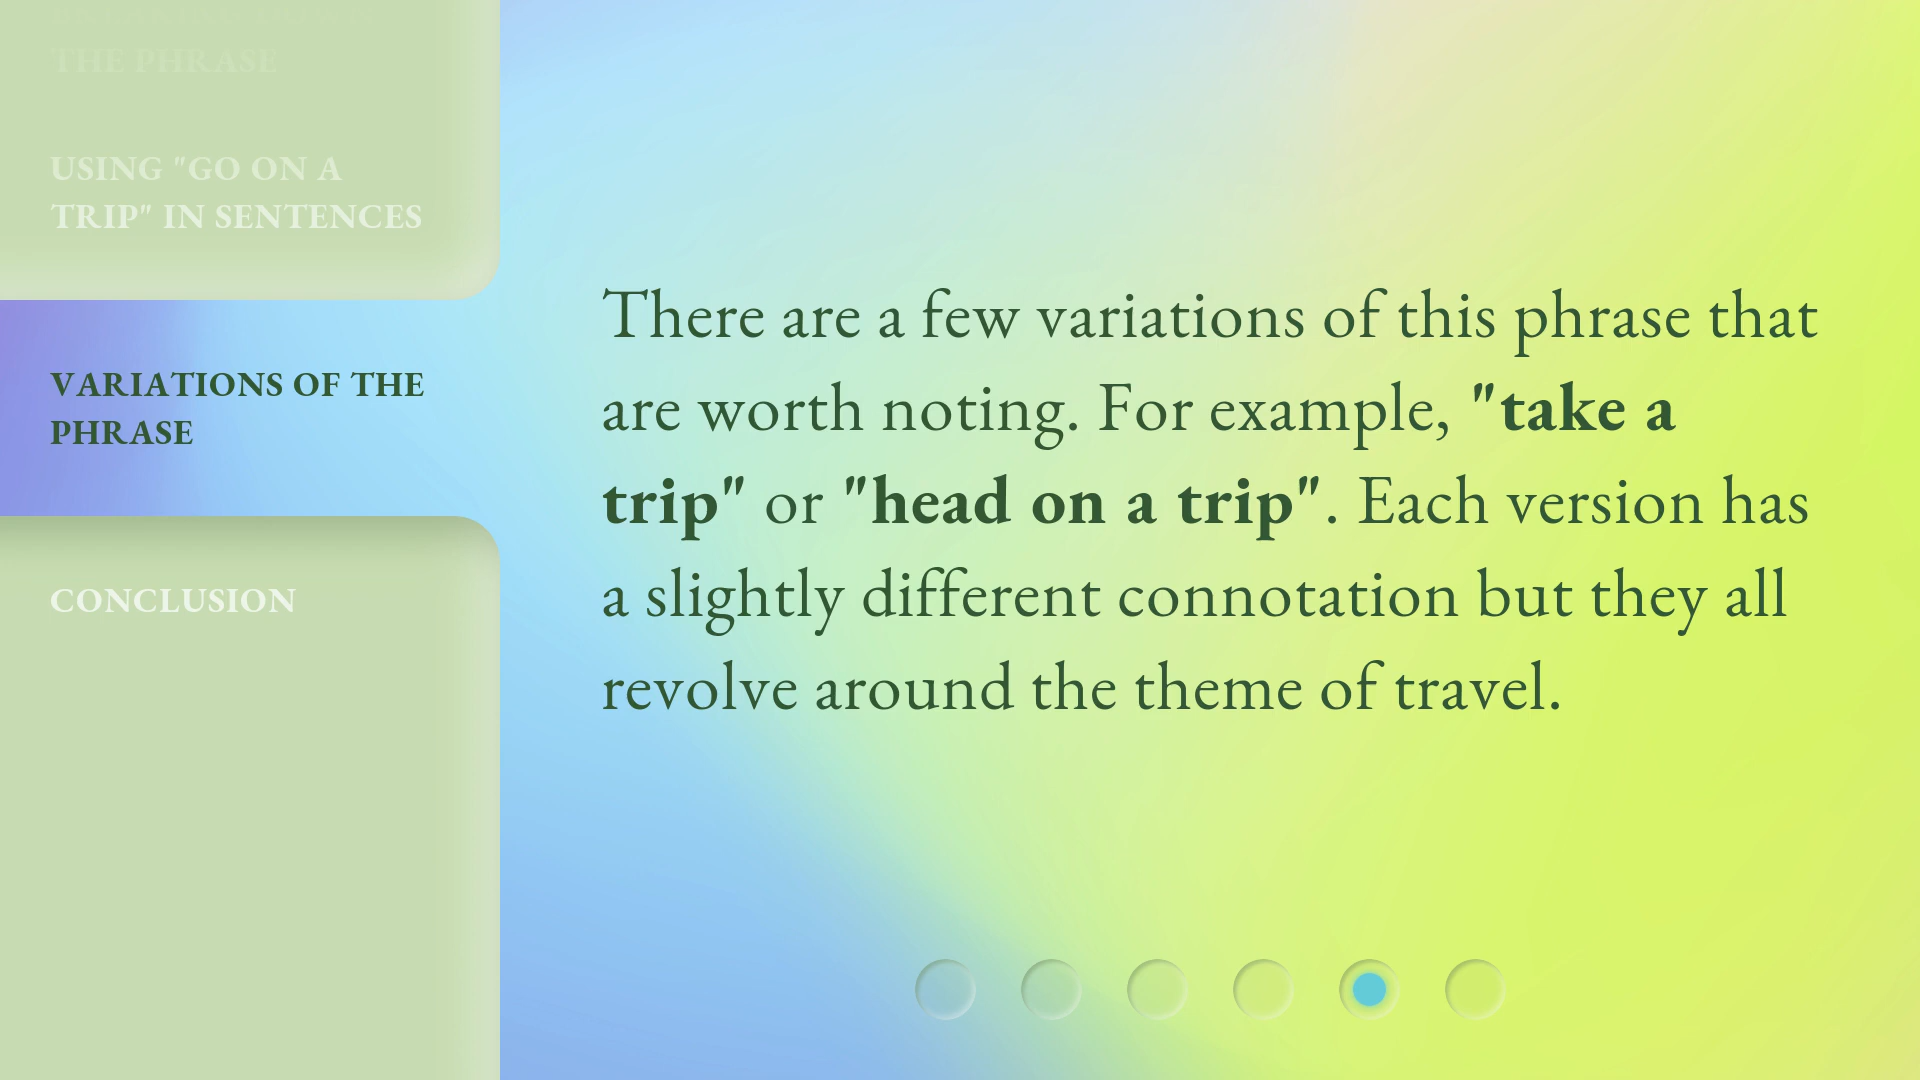 BREAKING DOWN
THE PHRASE
USING "GO ON A
TRIP" IN SENTENCES
VARIATIONS OF THE
PHRASE
CONCLUSION
There are a few variations of this phrase that
are worth noting. For example, "take a
trip" or "head on a trip". Each version has
a slightly different connotation but they all
revolve around the theme of travel.